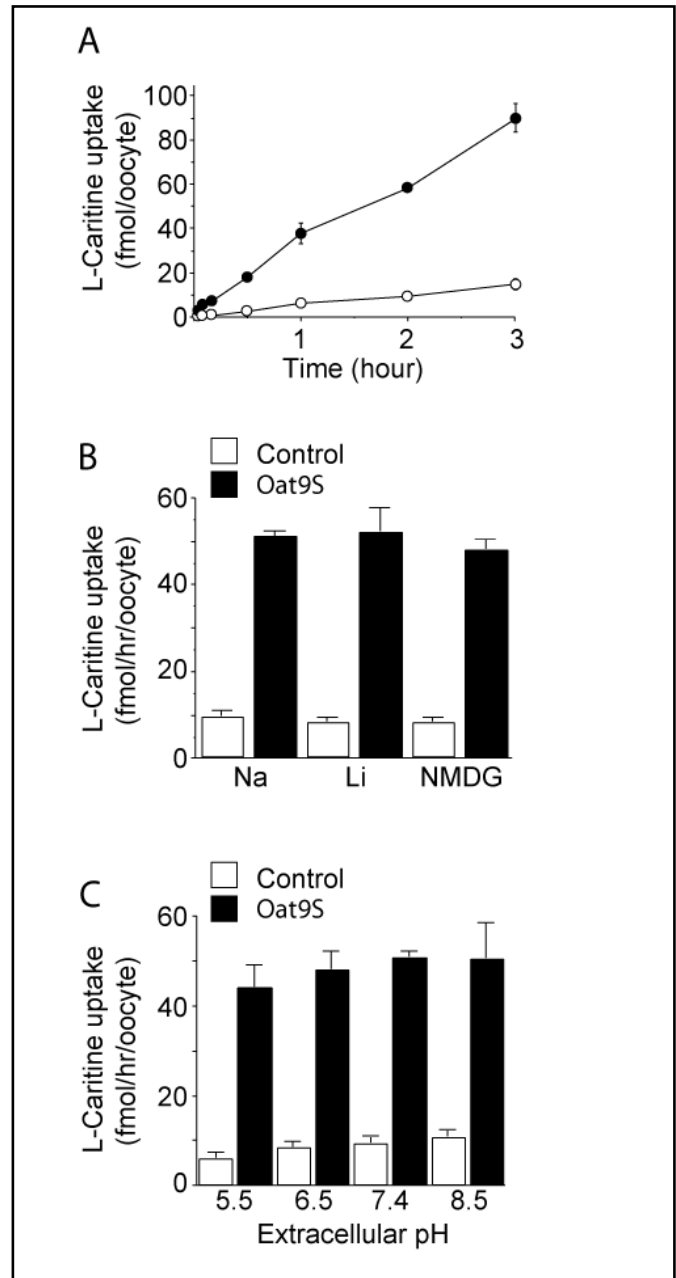 A
L-Caritine uptake
(fmol/oocyte)
100
80
60
40
20
0
1 2 3
Time (hour)
B
Control
Oat9S
L-Caritine uptake
(fmol/hr/oocyte)
60
40
20
0
Na Li NMDG
C
Control
Oat9S
L-Caritine uptake
(fmol/hr/oocyte)
60
40
20
0
5.5 6.5 7.4 8.5
Extracellular pH